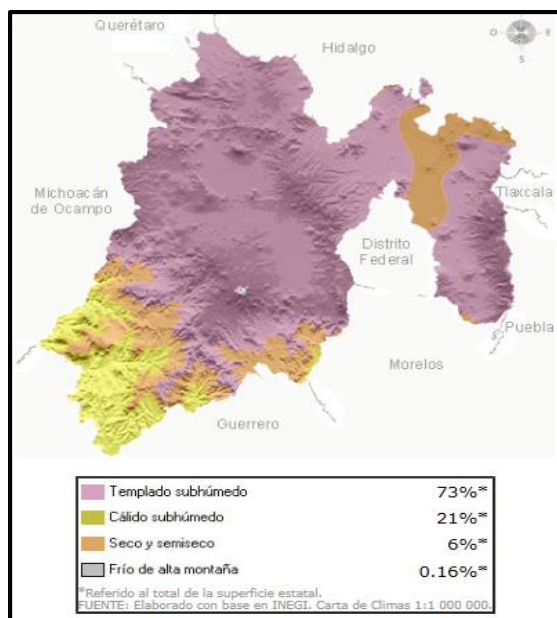 Querétaro
Hidalgo
O E
S
Michoacán
de Ocampo
Tlaxcala
Distrito
Federal
Puebla
Morelos
Guerrero
Templado subhúmedo 73%*
Cálido subhúmedo 21%*
Seco y semiseco 6%*
Frío de alta montaña 0.16%*
*Referido al total de la superficie estatal.
FUENTE: Elaborado con base en INEGI. Carta de Climas 1:1 000 000.